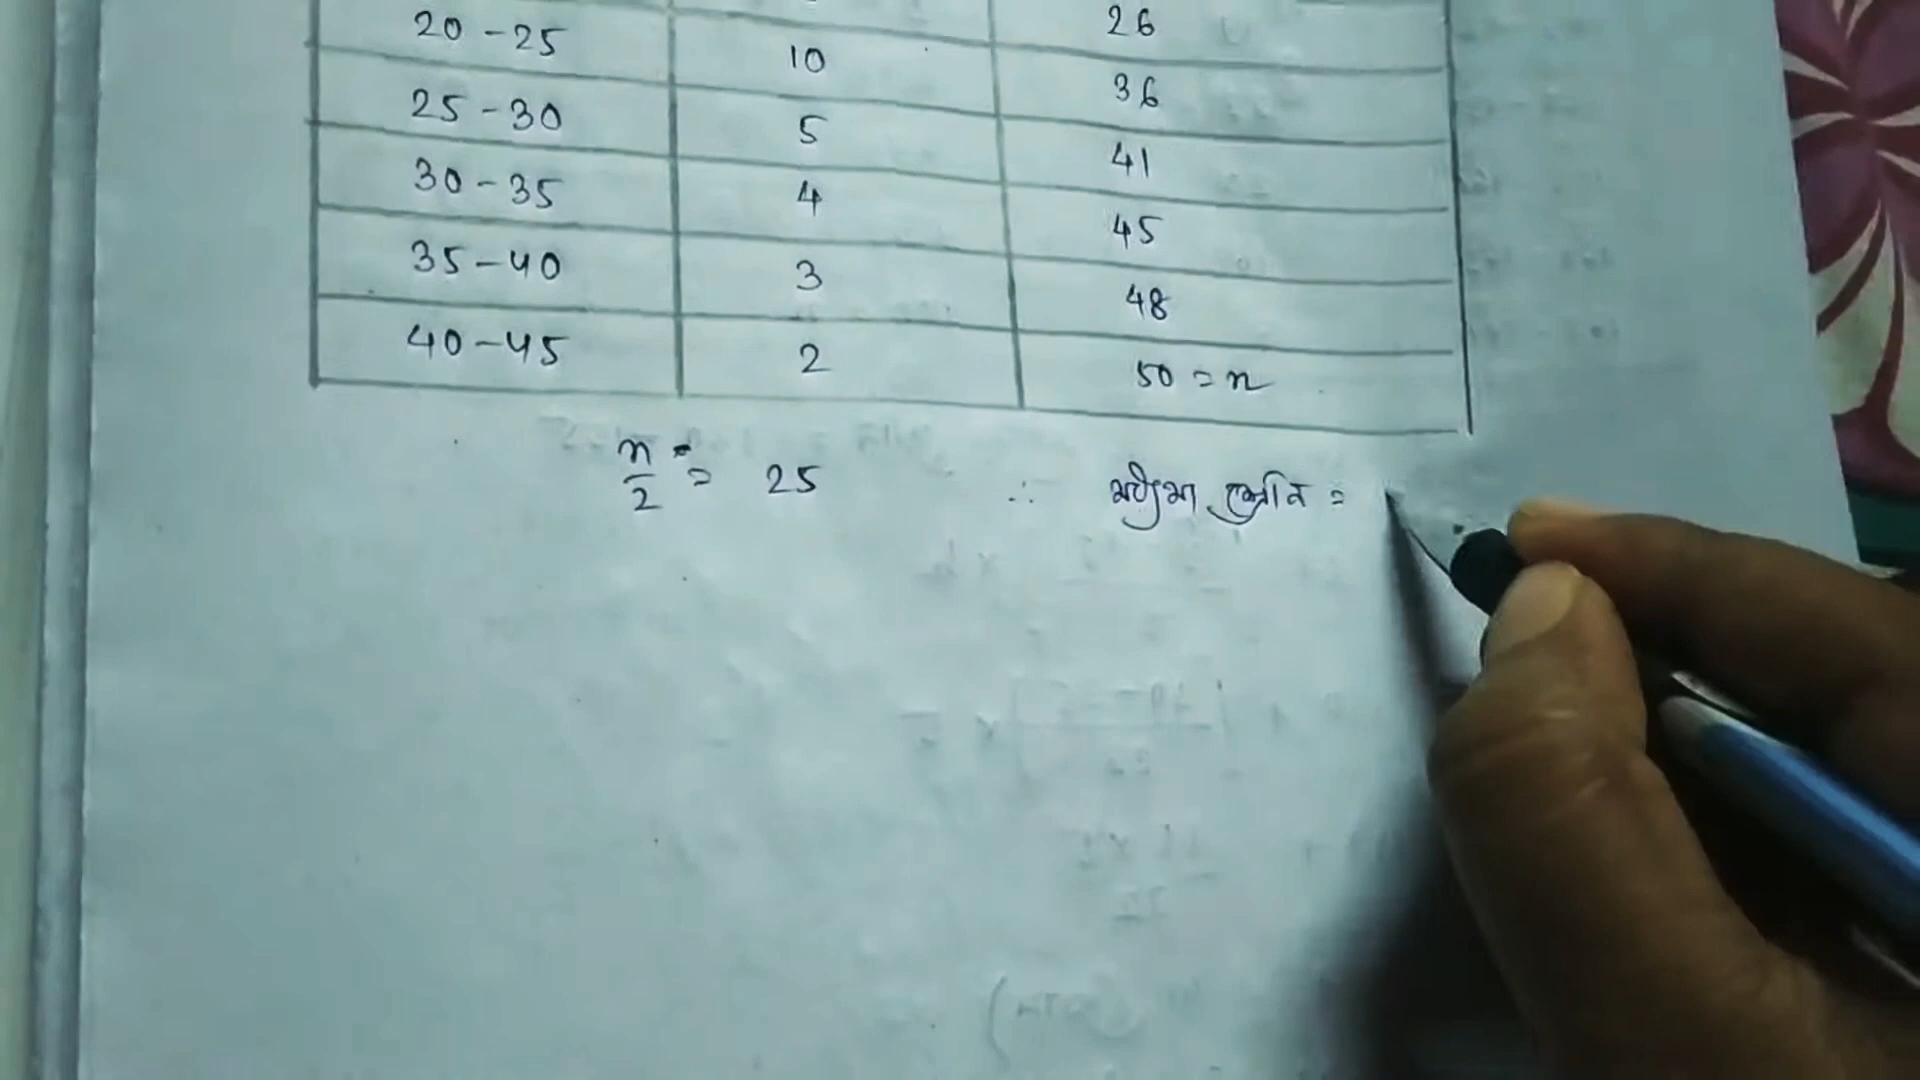 26
20 - 25 10 36
25 - 30 5 41
30 - 35 4 45
35 - 40 3 48
40 - 45 2 50 = n
n/2 = 25 ∴ মধ্যমা শ্রেনি =